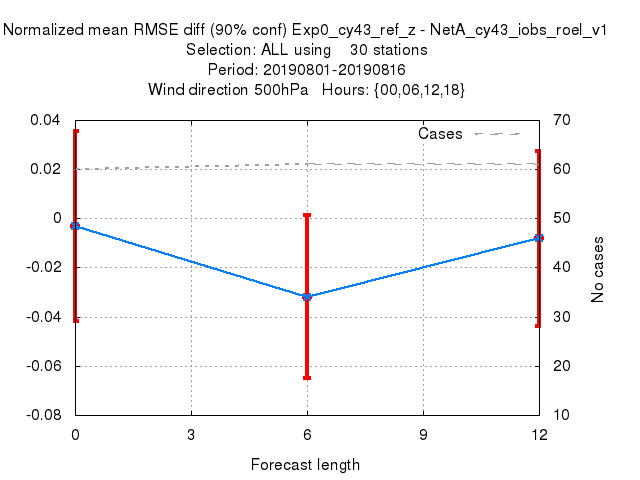 Normalized mean RMSE diff (90% conf) Exp0_cy43_ref_z - NetA_cy43_iobs_roel_v1
Selection: ALL using    30 stations
Period: 20190801-20190816
Wind direction 500hPa   Hours: {00,06,12,18}
0.04
0.02
0
-0.02
-0.04
-0.06
-0.08
Cases
70
60
50
40
30
20
10
No cases
0
3
6
9
12
Forecast length